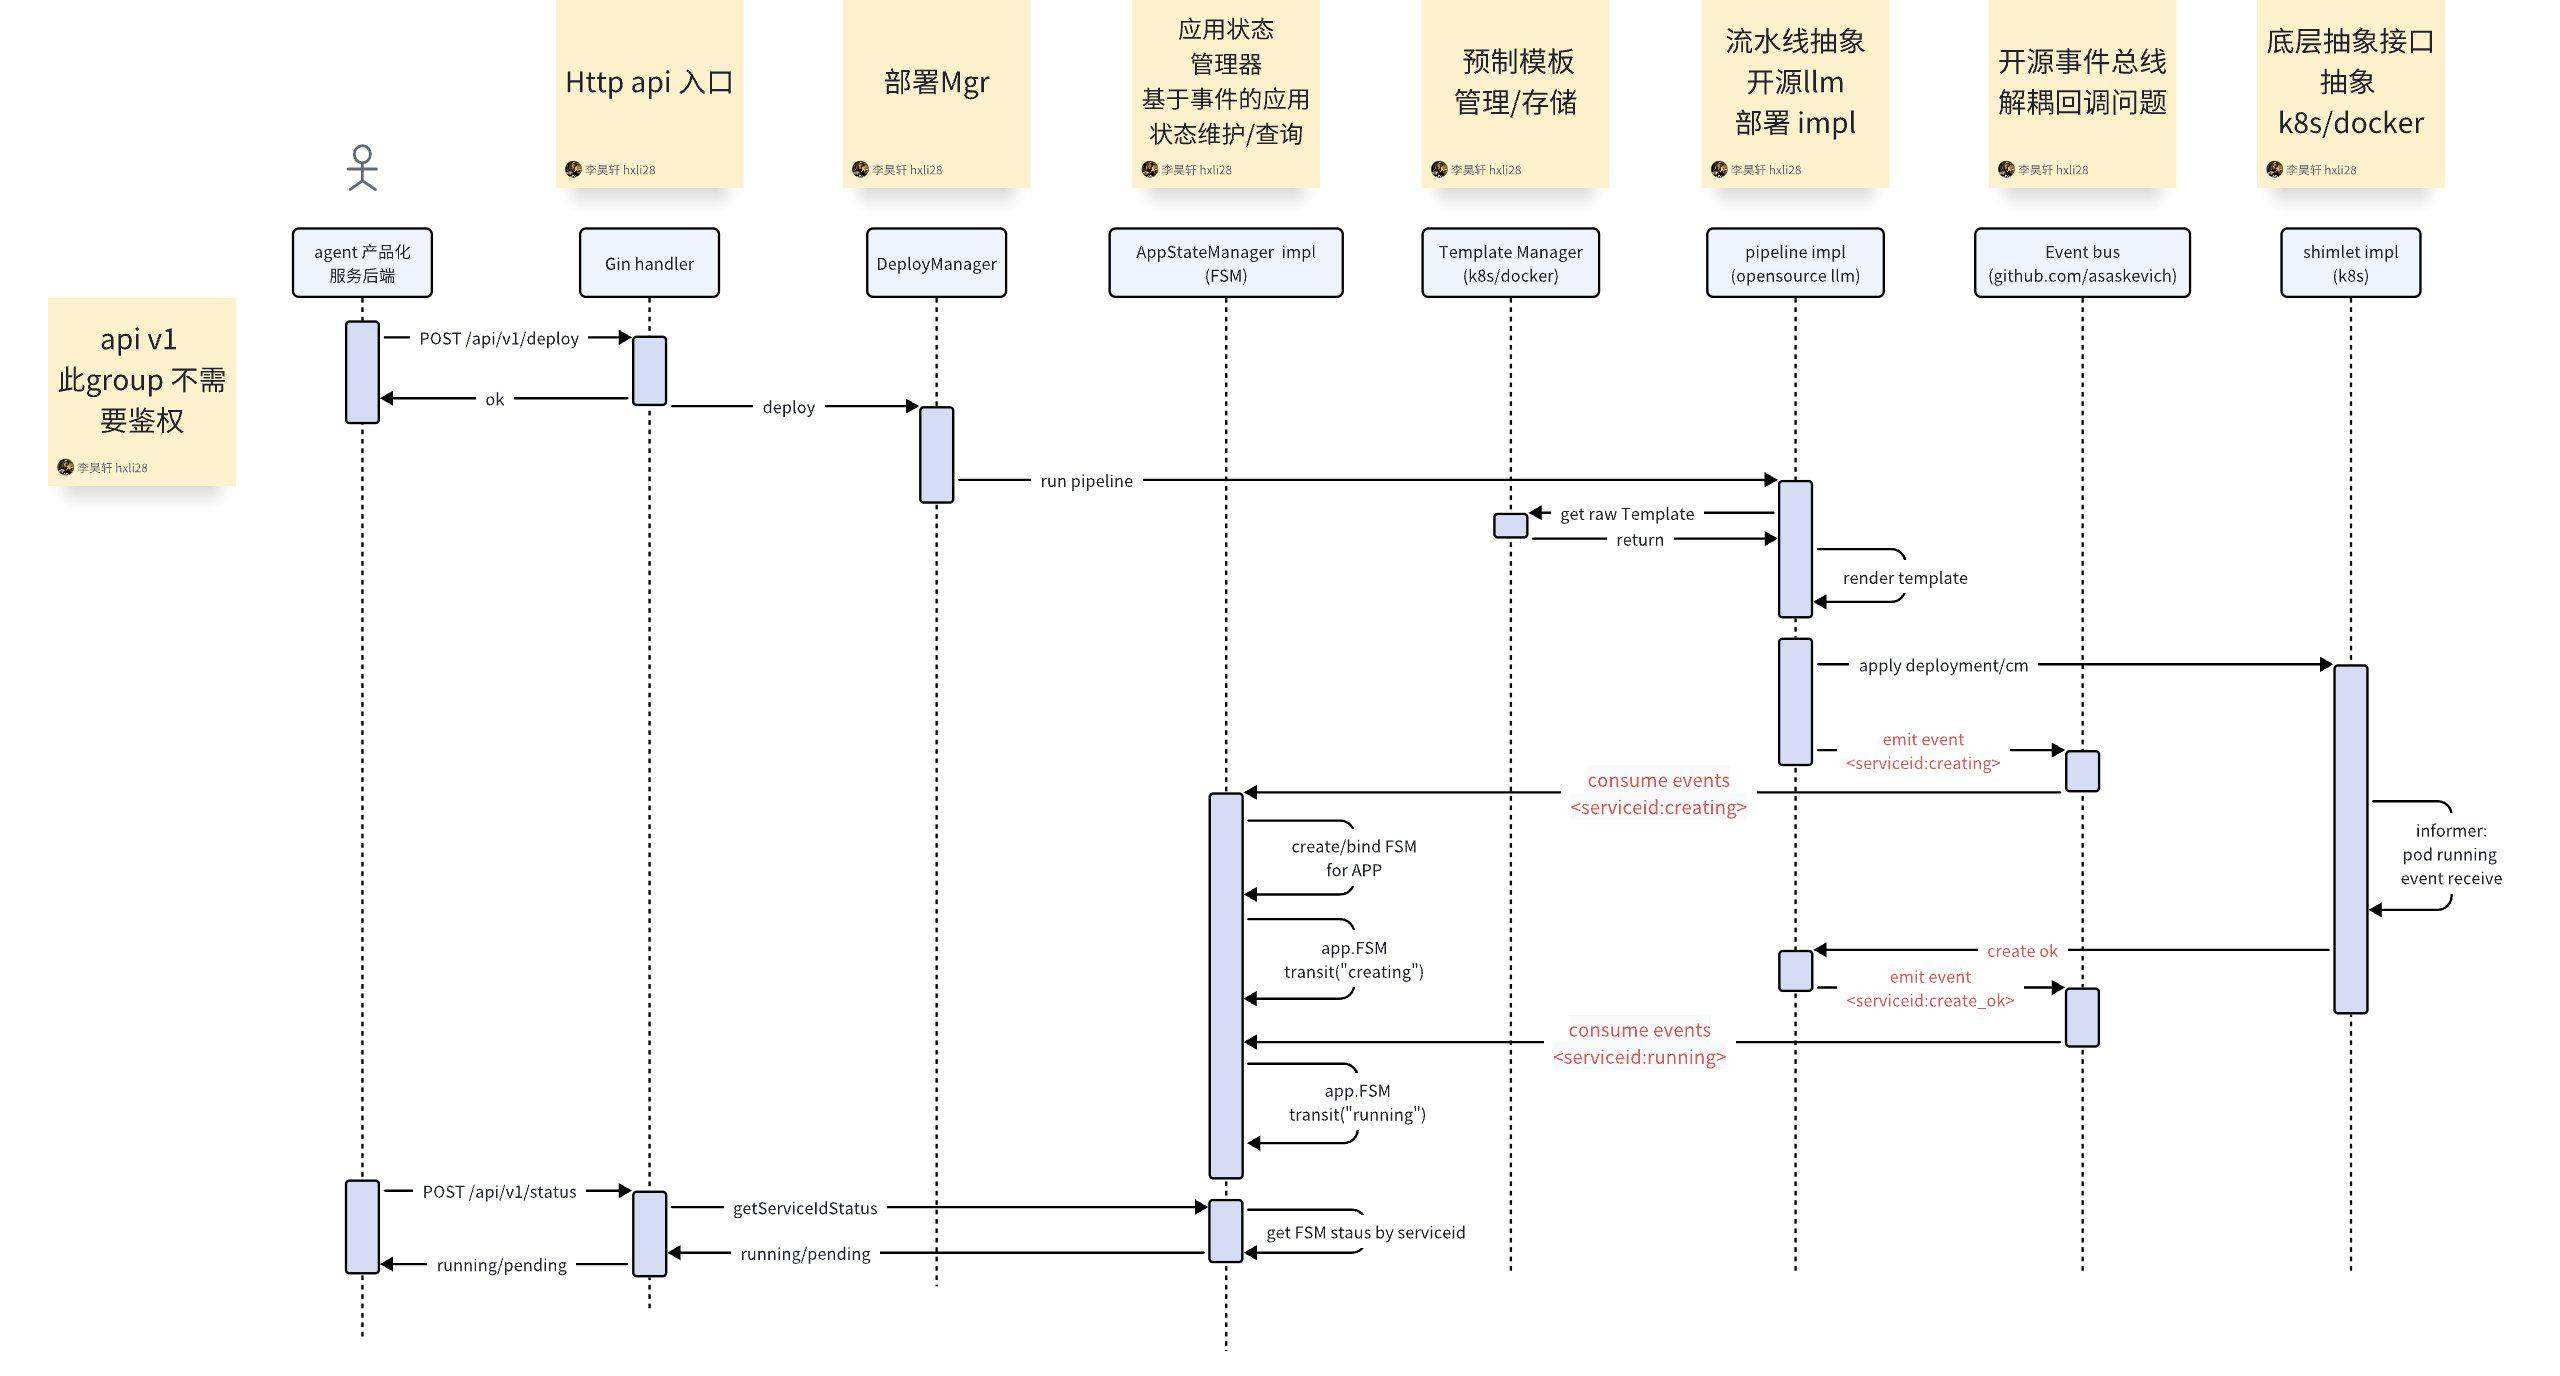 Http api 入口
李昊轩 hxli28
部署Mgr
李昊轩 hxli28
应用状态
管理器
基于事件的应用
状态维护/查询
李昊轩 hxli28
预制模板
管理/存储
李昊轩 hxli28
流水线抽象
开源llm
部署 impl
李昊轩 hxli28
开源事件总线
解耦回调问题
李昊轩 hxli28
底层抽象接口
抽象
k8s/docker
李昊轩 hxli28
agent 产品化
服务后端
Gin handler
DeployManager
AppStateManager impl
(FSM)
Template Manager
(k8s/docker)
pipeline impl
(opensource llm)
Event bus
(github.com/asaskevich)
shimlet impl
(k8s)
api v1
此group 不需
要鉴权
李昊轩 hxli28
POST /api/v1/deploy
ok
deploy
run pipeline
get raw Template
return
render template
apply deployment/cm
emit event
<serviceid:creating>
consume events
<serviceid:creating>
create/bind FSM
for APP
informer:
pod running
event receive
app.FSM
transit("creating")
create ok
emit event
<serviceid:create_ok>
consume events
<serviceid:running>
app.FSM
transit("running")
POST /api/v1/status
getServiceIdStatus
get FSM staus by serviceid
running/pending
running/pending